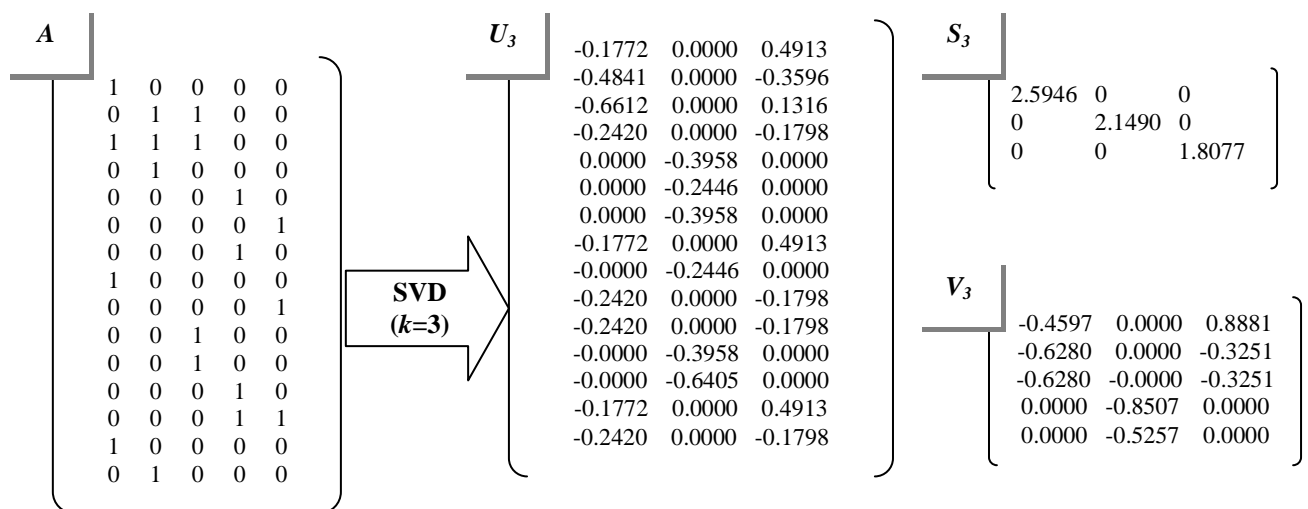 A
1 0 0 0 0
0 1 1 0 0
1 1 1 0 0
0 1 0 0 0
0 0 0 1 0
0 0 0 0 1
0 0 0 1 0
1 0 0 0 0
0 0 0 0 1
0 0 1 0 0
0 0 1 0 0
0 0 0 1 0
0 0 0 1 1
1 0 0 0 0
0 1 0 0 0
SVD
(k=3)
U3
-0.1772 0.0000 0.4913
-0.4841 0.0000 -0.3596
-0.6612 0.0000 0.1316
-0.2420 0.0000 -0.1798
0.0000 -0.3958 0.0000
0.0000 -0.2446 0.0000
0.0000 -0.3958 0.0000
-0.1772 0.0000 0.4913
-0.0000 -0.2446 0.0000
-0.2420 0.0000 -0.1798
-0.2420 0.0000 -0.1798
-0.0000 -0.3958 0.0000
-0.0000 -0.6405 0.0000
-0.1772 0.0000 0.4913
-0.2420 0.0000 -0.1798
S3
2.5946 0 0
0 2.1490 0
0 0 1.8077
V3
-0.4597 0.0000 0.8881
-0.6280 0.0000 -0.3251
-0.6280 -0.0000 -0.3251
0.0000 -0.8507 0.0000
0.0000 -0.5257 0.0000